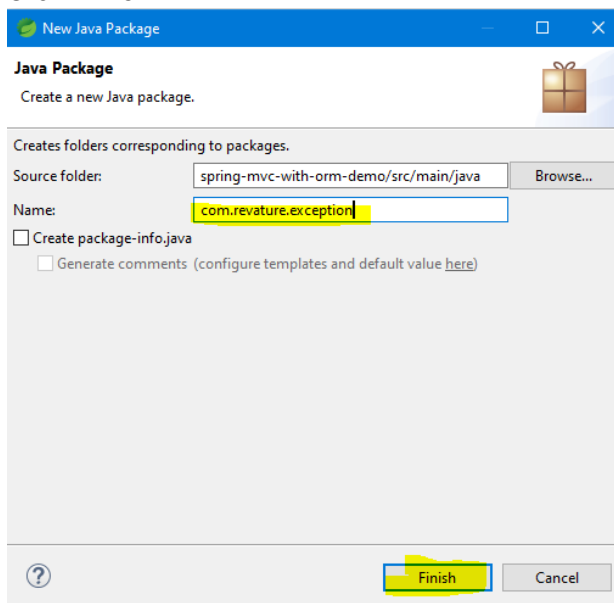 New Java Package
Java Package
Create a new Java package.
Creates folders corresponding to packages.
Source folder: spring-mvc-with-orm-demo/src/main/java Browse...
Name: com.revature.exception
Create package-info.java
Generate comments (configure templates and default value here)
? Finish Cancel